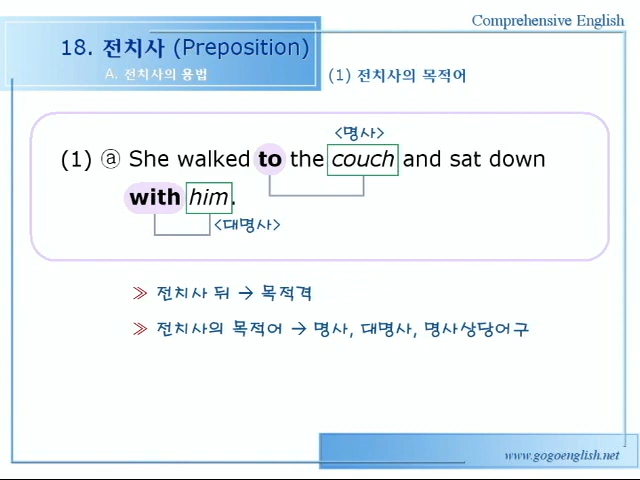 Comprehensive English
18. 전치사 (Preposition)
A. 전치사의 용법
(1) 전치사의 목적어
<명사>
(1) ⓐ She walked to the couch and sat down
with him.
<대명사>
≫ 전치사 뒤 → 목적격
≫ 전치사의 목적어 → 명사, 대명사, 명사상당어구
www.gogoenglish.net